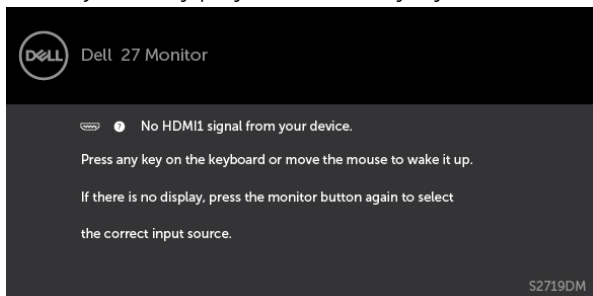 DELL
Dell 27 Monitor
? No HDMI1 signal from your device.
Press any key on the keyboard or move the mouse to wake it up.
If there is no display, press the monitor button again to select
the correct input source.
S2719DM